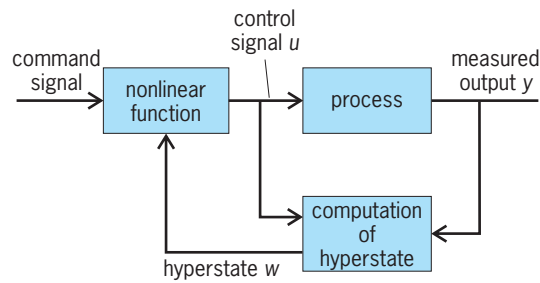 control
signal u
command
signal
measured
output y
nonlinear
function
process
computation
of
hyperstate
hyperstate w